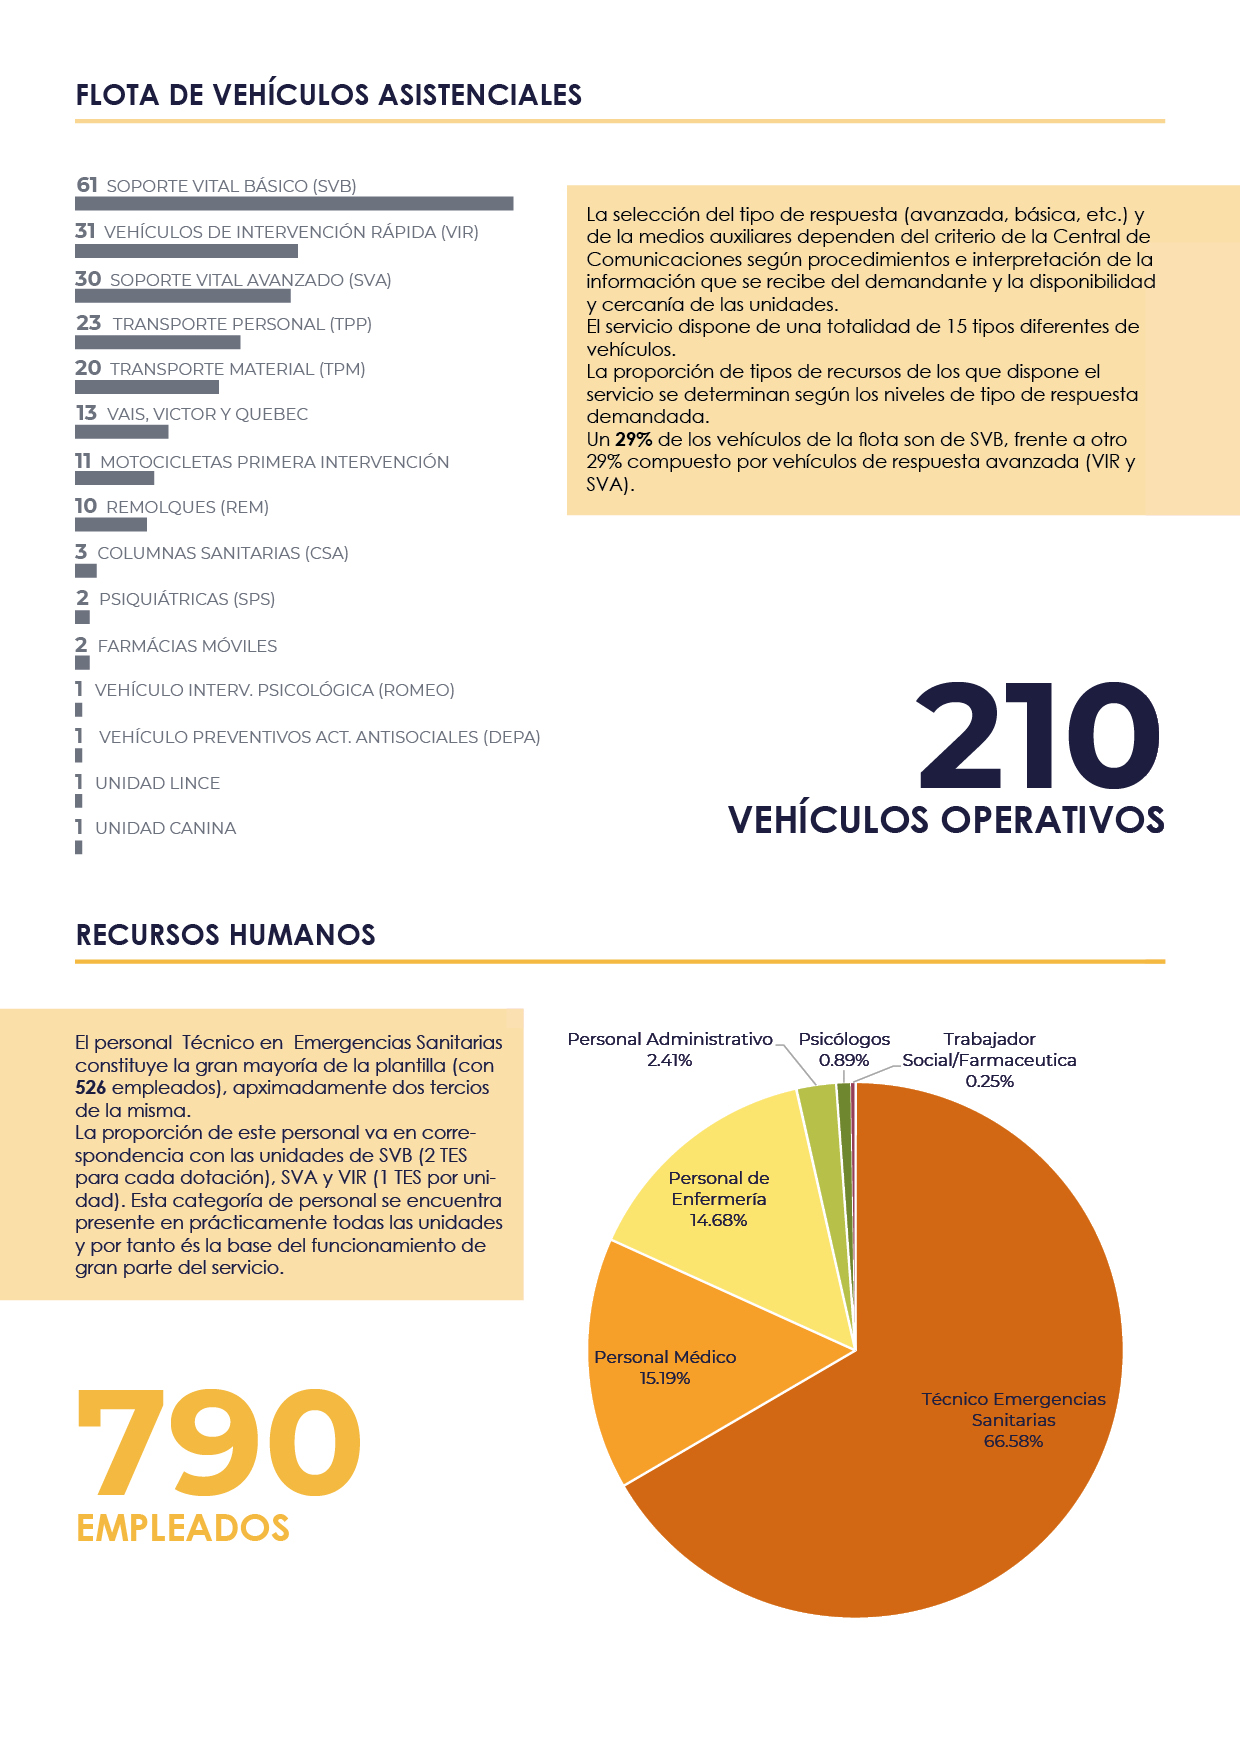 FLOTA DE VEHÍCULOS ASISTENCIALES
61 SOPORTE VITAL BÁSICO (SVB)
31 VEHÍCULOS DE INTERVENCIÓN RÁPIDA (VIR)
30 SOPORTE VITAL AVANZADO (SVA)
23 TRANSPORTE PERSONAL (TPP)
20 TRANSPORTE MATERIAL (TPM)
13 VAIS, VICTOR Y QUEBEC
11 MOTOCICLETAS PRIMERA INTERVENCIÓN
10 REMOLQUES (REM)
3 COLUMNAS SANITARIAS (CSA)
2 PSIQUIÁTRICAS (SPS)
2 FARMÁCIAS MÓVILES
1 VEHÍCULO INTERV. PSICOLÓGICA (ROMEO)
1 VEHÍCULO PREVENTIVOS ACT. ANTISOCIALES (DEPA)
1 UNIDAD LINCE
1 UNIDAD CANINA
La selección del tipo de respuesta (avanzada, básica, etc.) y
de la medios auxiliares dependen del criterio de la Central de
Comunicaciones según procedimientos e interpretación de la
información que se recibe del demandante y la disponibilidad
y cercanía de las unidades.
El servicio dispone de una totalidad de 15 tipos diferentes de
vehículos.
La proporción de tipos de recursos de los que dispone el
servicio se determinan según los niveles de tipo de respuesta
demandada.
Un 29% de los vehículos de la flota son de SVB, frente a otro
29% compuesto por vehículos de respuesta avanzada (VIR y
SVA).
210
VEHÍCULOS OPERATIVOS
RECURSOS HUMANOS
El personal Técnico en Emergencias Sanitarias
constituye la gran mayoría de la plantilla (con
526 empleados), apximadamente dos tercios
de la misma.
La proporción de este personal va en corre-
spondencia con las unidades de SVB (2 TES
para cada dotación), SVA y VIR (1 TES por uni-
dad). Esta categoría de personal se encuentra
presente en prácticamente todas las unidades
y por tanto és la base del funcionamiento de
gran parte del servicio.
790
EMPLEADOS
Personal Administrativo
2.41%
Psicólogos
0.89%
Trabajador
Social/Farmaceutica
0.25%
Personal de
Enfermería
14.68%
Personal Médico
15.19%
Técnico Emergencias
Sanitarias
66.58%